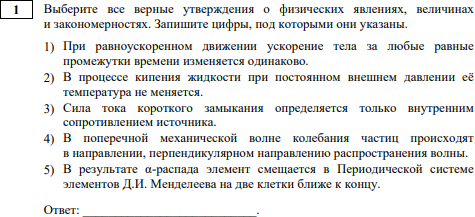 1
Выберите все верные утверждения о физических явлениях, величинах
и закономерностях. Запишите цифры, под которыми они указаны.
1) При равноускоренном движении ускорение тела за любые равные
промежутки времени изменяется одинаково.
2) В процессе кипения жидкости при постоянном внешнем давлении её
температура не меняется.
3) Сила тока короткого замыкания определяется только внутренним
сопротивлением источника.
4) В поперечной механической волне колебания частиц происходят
в направлении, перпендикулярном направлению распространения волны.
5) В результате α-распада элемент смещается в Периодической системе
элементов Д.И. Менделеева на две клетки ближе к концу.
Ответ: ___________________________.